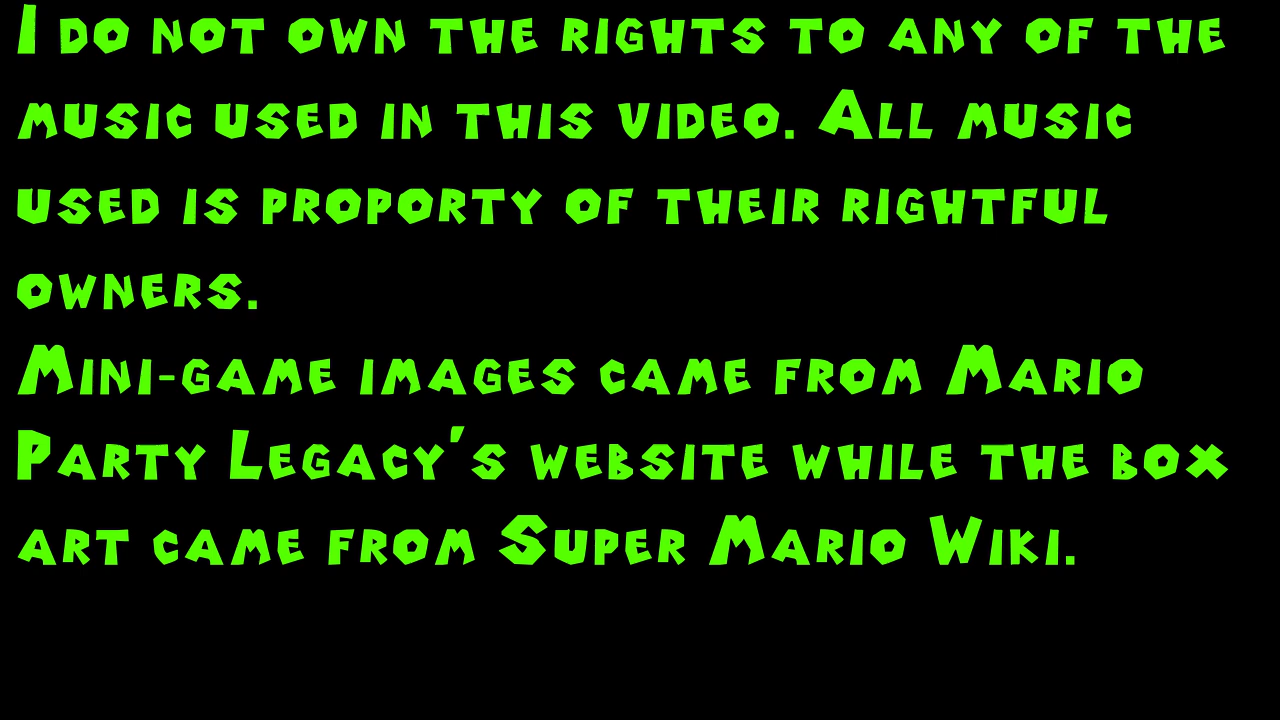 I do not own the rights to any of the
music used in this video. All music
used is proporty of their rightful
owners.
Mini-game images came from Mario
Party Legacy's website while the box
art came from Super Mario Wiki.